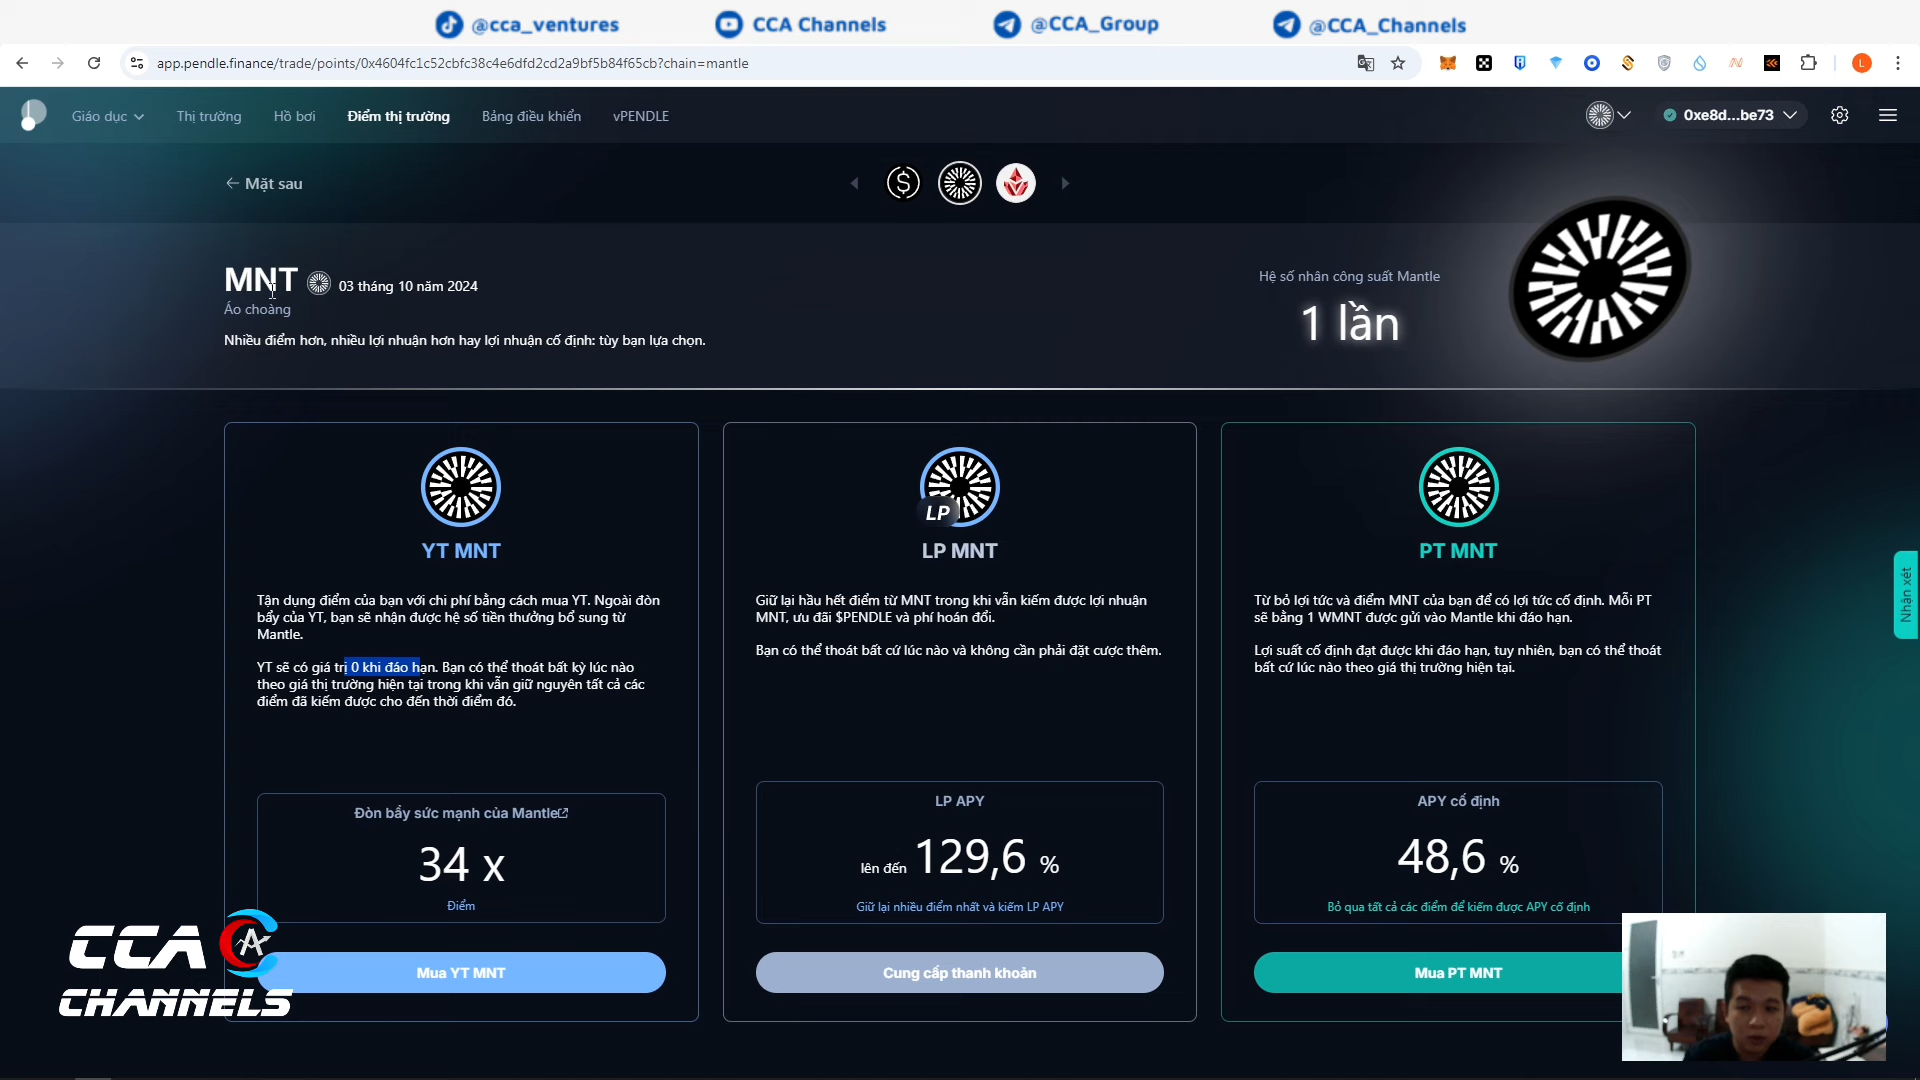 @cca_ventures
CCA Channels
@CCA_Group
@CCA_Channels
app.pendle.finance/trade/points/0x4604fc1c52cbfc38c4e6dfd2cd2a9bf5b84f65cb?chain=mantle
L
Giáo dục
Thị trường
Hồ bơi
Điểm thị trường
Bảng điều khiển
vPENDLE
0xe8d...be73
Mặt sau
MNT
03 tháng 10 năm 2024
Áo choàng
Nhiều điểm hơn, nhiều lợi nhuận hơn hay lợi nhuận cố định: tùy bạn lựa chọn.
Hệ số nhân công suất Mantle
1 lần
YT MNT
Tận dụng điểm của bạn với chi phí bằng cách mua YT. Ngoài đòn
bẩy của YT, bạn sẽ nhận được hệ số tiền thưởng bổ sung từ
Mantle.
YT sẽ có giá trị 0 khi đáo hạn. Bạn có thể thoát bất kỳ lúc nào
theo giá thị trường hiện tại trong khi vẫn giữ nguyên tất cả các
điểm đã kiếm được cho đến thời điểm đó.
Đòn bẩy sức mạnh của Mantle
34 x
Điểm
Mua YT MNT
LP
LP MNT
Giữ lại hầu hết điểm từ MNT trong khi vẫn kiếm được lợi nhuận
MNT, ưu đãi $PENDLE và phí hoán đổi.
Bạn có thể thoát bất cứ lúc nào và không cần phải đặt cược thêm.
LP APY
lên đến 129,6 %
Giữ lại nhiều điểm nhất và kiếm LP APY
Cung cấp thanh khoản
PT MNT
Từ bỏ lợi tức và điểm MNT của bạn để có lợi tức cố định. Mỗi PT
sẽ bằng 1 WMNT được gửi vào Mantle khi đáo hạn.
Lợi suất cố định đạt được khi đáo hạn, tuy nhiên, bạn có thể thoát
bất cứ lúc nào theo giá thị trường hiện tại.
APY cố định
48,6 %
Bỏ qua tất cả các điểm để kiếm được APY cố định
Mua PT MNT
Nhận xét
CCA
CHANNELS